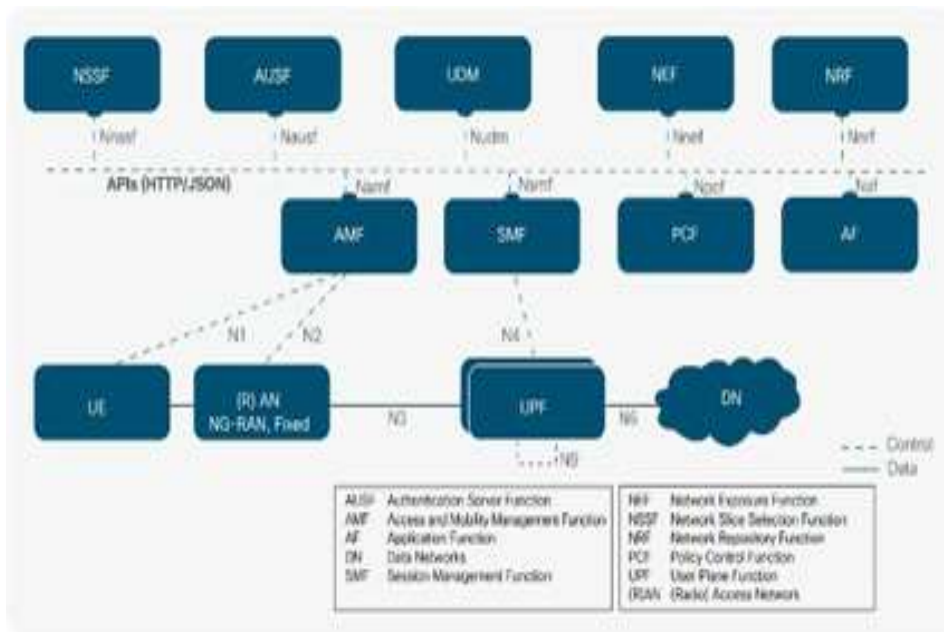 NSSF AUSF UDM NEF NRF
Nnssf Nausf Nudm Nnef Nnrf
APIs (HTTP/JSON)
Namf Nsmf Npcf Naf
AMF SMF PCF AF
N1 N2 N4
UE (R) AN UPF DN
NG-RAN, Fixed
N3 N6
N9
Control
Data
AUSF Authentication Server Function
AMF Access and Mobility Management Function
AF Application Function
DN Data Networks
SMF Session Management Function
NEF Network Exposure Function
NSSF Network Slice Selection Function
NRF Network Repository Function
PCF Policy Control Function
UPF User Plane Function
(R)AN (Radio) Access Network